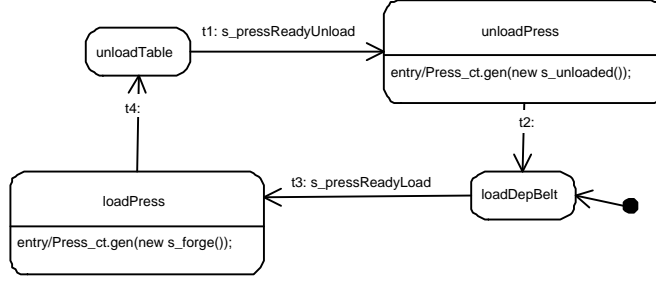 t1: s_pressReadyUnload
unloadPress
unloadTable
entry/Press_ct.gen(new s_unloaded());
t4:
t2:
t3: s_pressReadyLoad
loadPress
loadDepBelt
entry/Press_ct.gen(new s_forge());